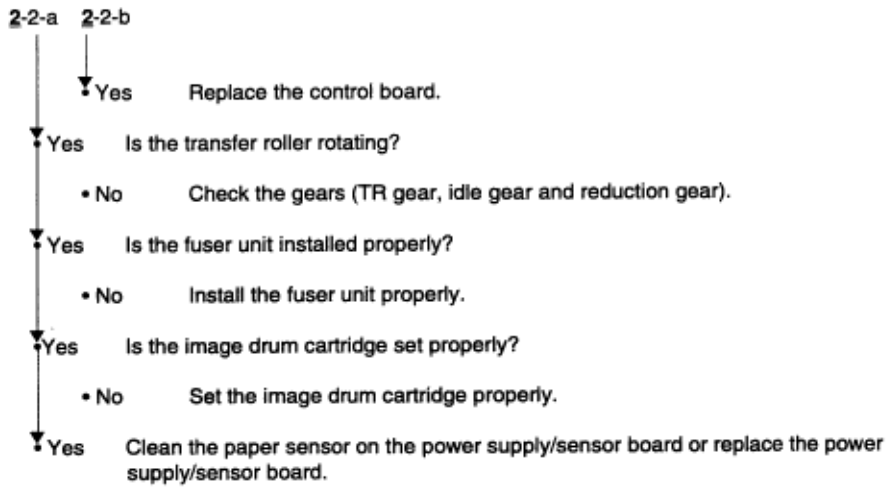 2-2-a 2-2-b
• Yes Replace the control board.
• Yes Is the transfer roller rotating?
• No Check the gears (TR gear, idle gear and reduction gear).
• Yes Is the fuser unit installed properly?
• No Install the fuser unit properly.
• Yes Is the image drum cartridge set properly?
• No Set the image drum cartridge properly.
• Yes Clean the paper sensor on the power supply/sensor board or replace the power
supply/sensor board.